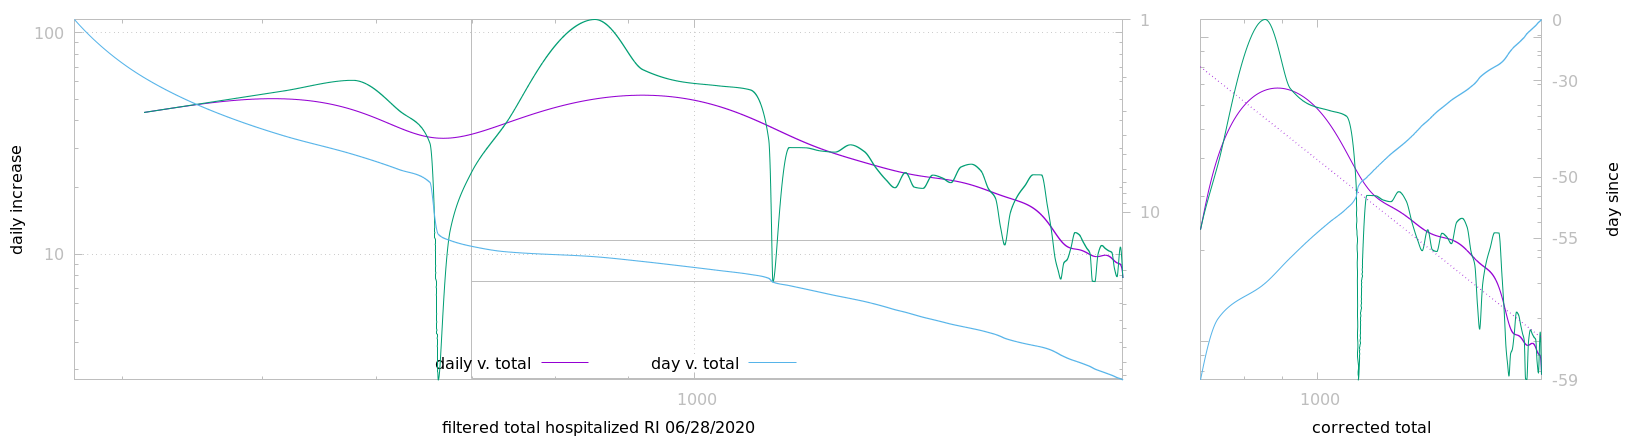 100
10
daily increase
1
10
daily v. total
day v. total
1000
filtered total hospitalized RI 06/28/2020
0
-30
-50
-55
-59
day since
1000
corrected total